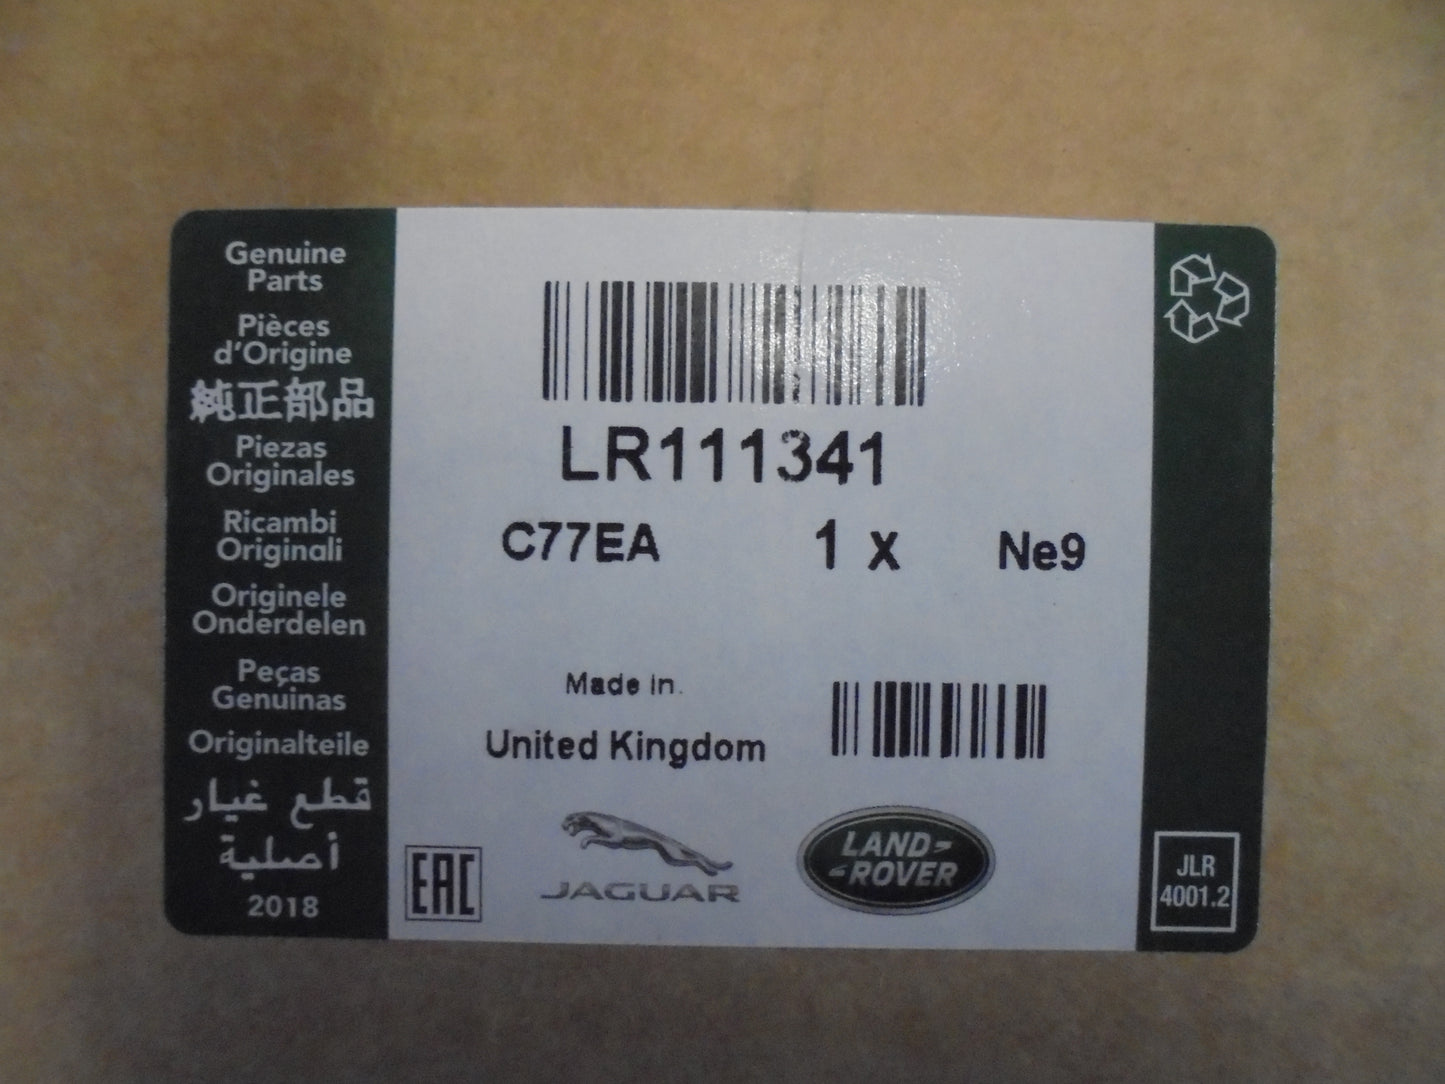 Genuine
Parts
Pièces
d'Origine
純正部品
Piezas
Originales
Ricambi
Originali
Originele
Onderdelen
Peças
Genuinas
Originalteile
قطع غيار
أصلية
2018
LR111341
C77EA 1 x Ne9
Made in.
United Kingdom
EAC
JAGUAR
LAND-
-ROVER
JLR
4001.2